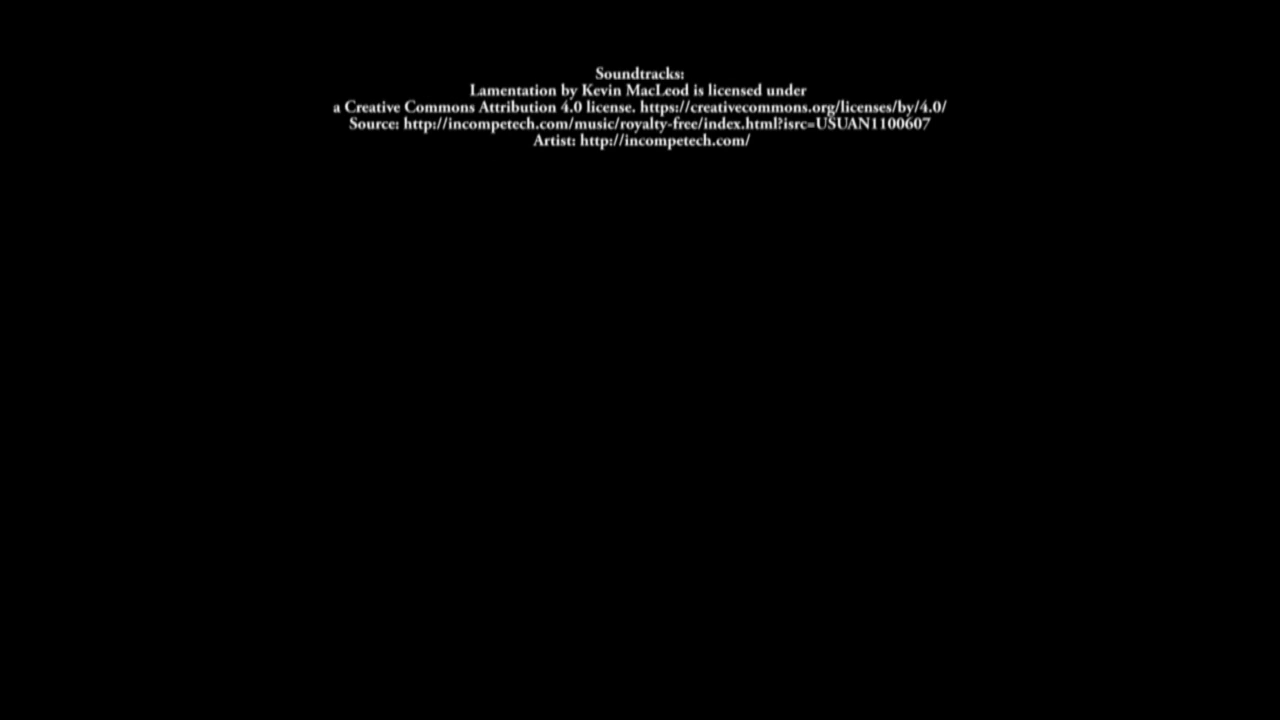 Soundtracks:
Lamentation by Kevin MacLeod is licensed under
a Creative Commons Attribution 4.0 license. https://creativecommons.org/licenses/by/4.0/
Source: http://incompetech.com/music/royalty-free/index.html?isrc=USUAN1100607
Artist: http://incompetech.com/